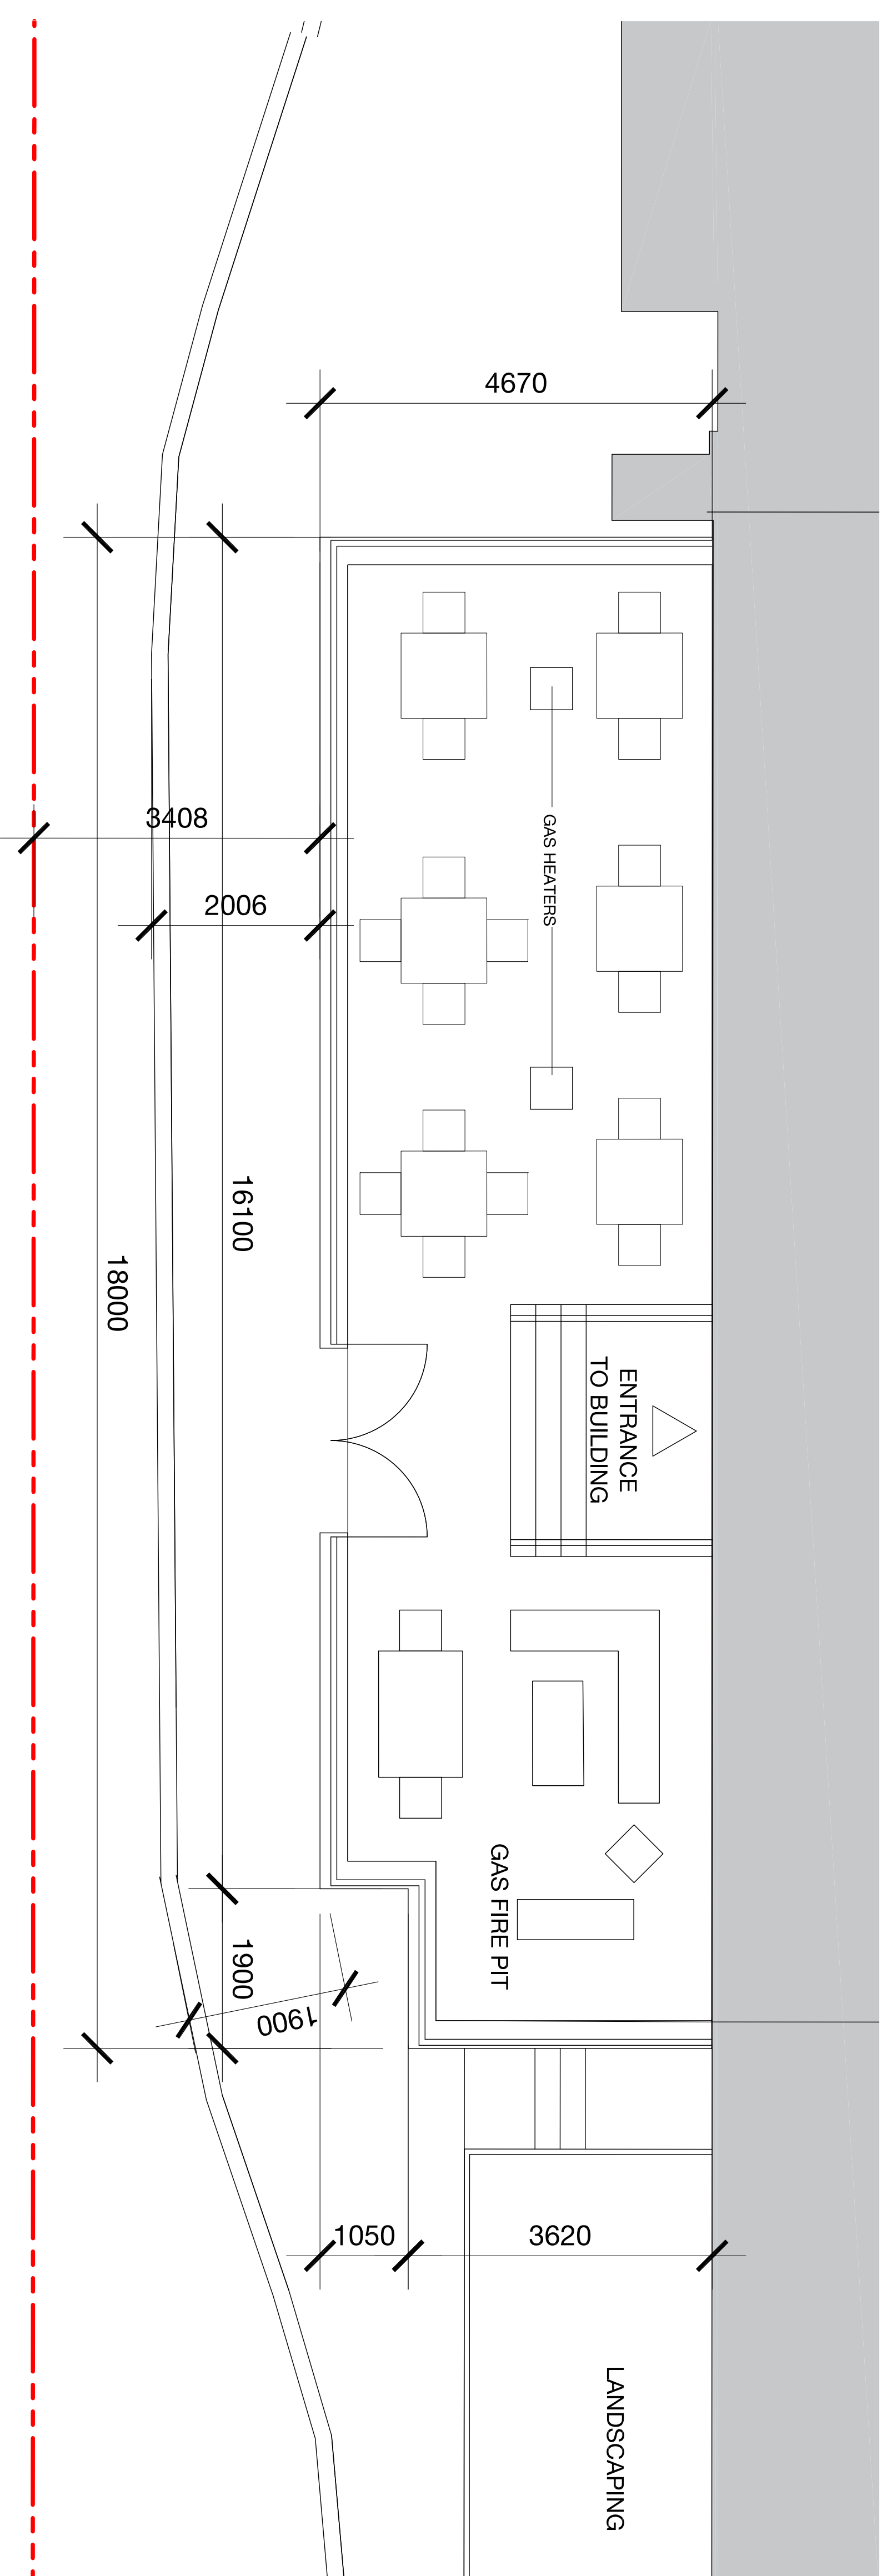 4670
3408
2006
GAS HEATERS
16100
18000
ENTRANCE
TO BUILDING
GAS FIRE PIT
1900
1900
1050
3620
LANDSCAPING